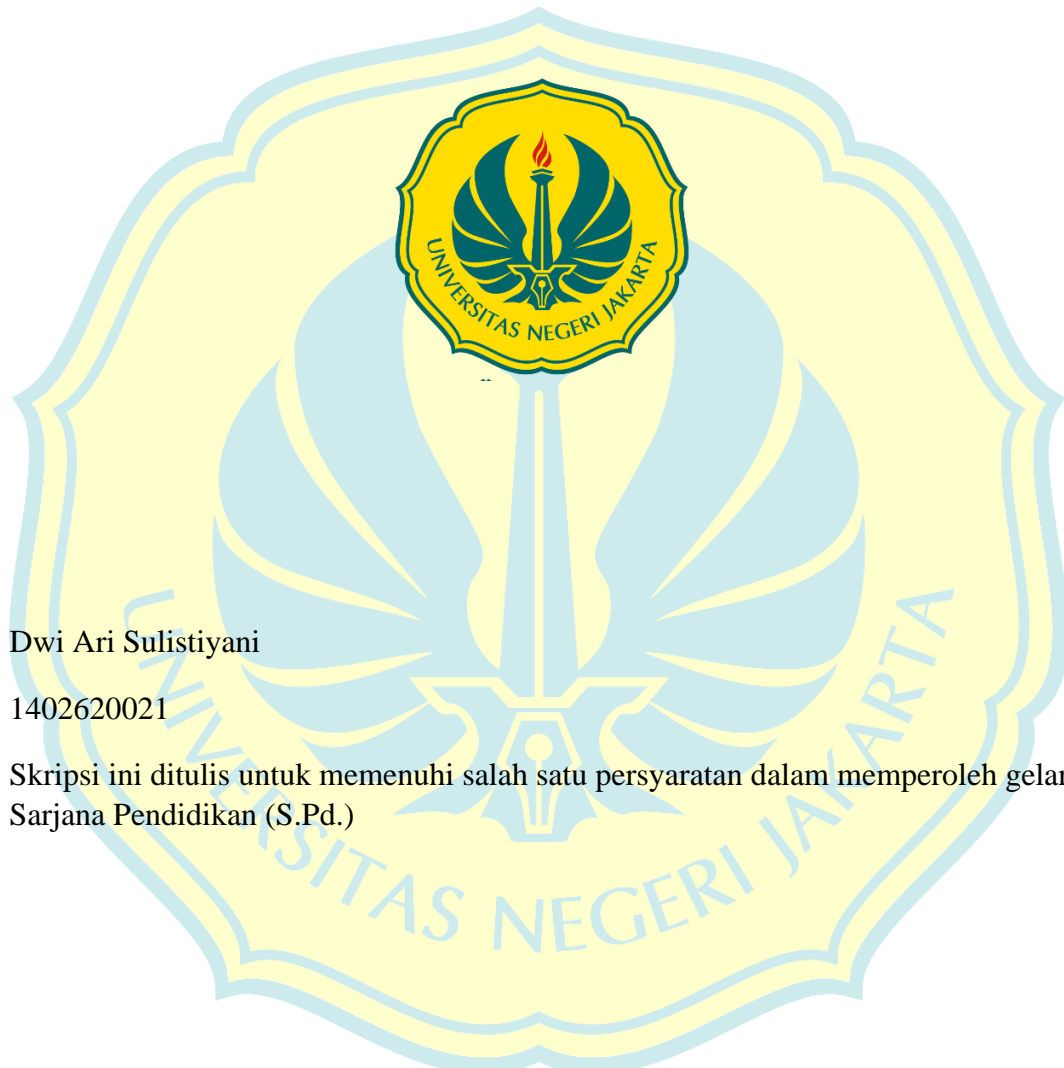 UNIVERSITAS NEGERI JAKARTA
Dwi Ari Sulistiyani
1402620021
Skripsi ini ditulis untuk memenuhi salah satu persyaratan dalam memperoleh gelar
Sarjana Pendidikan (S.Pd.)
UNIVERSITAS NEGERI JAKARTA